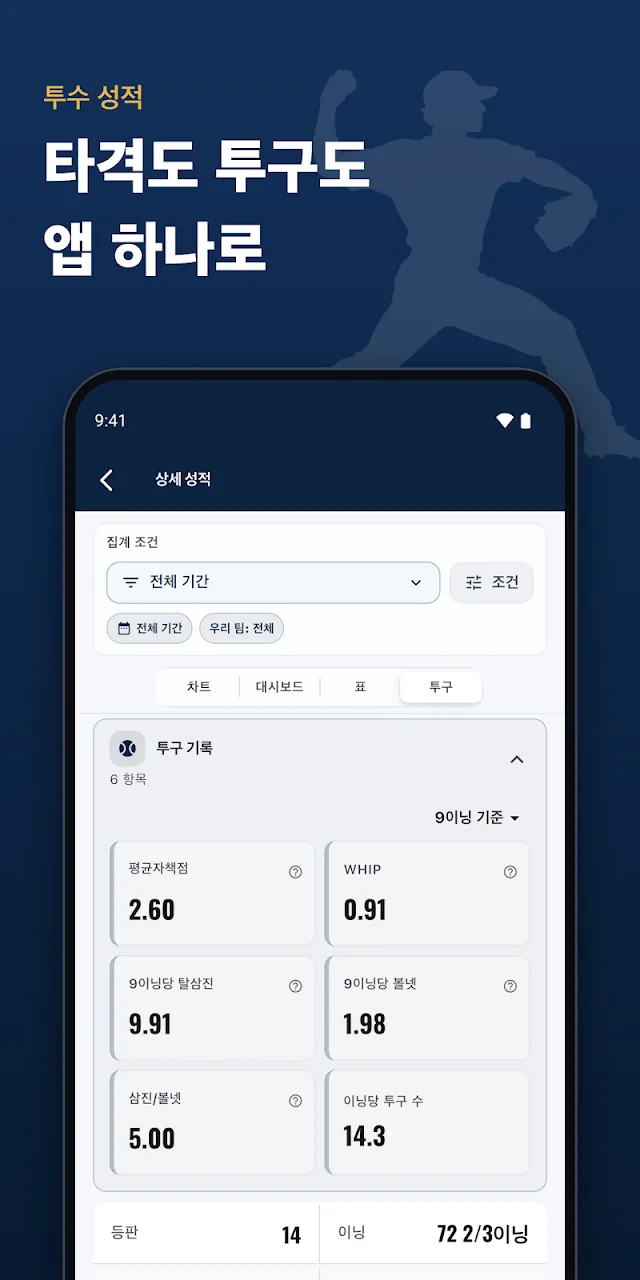 투수 성적
타격도 투구도
앱 하나로
9:41
상세 성적
집계 조건
전체 기간
조건
전체 기간
우리 팀: 전체
차트
대시보드
표
투구
투구 기록
6 항목
9이닝 기준
평균자책점
2.60
WHIP
0.91
9이닝당 탈삼진
9.91
9이닝당 볼넷
1.98
삼진/볼넷
5.00
이닝당 투구 수
14.3
등판
14
이닝
72 2/3이닝